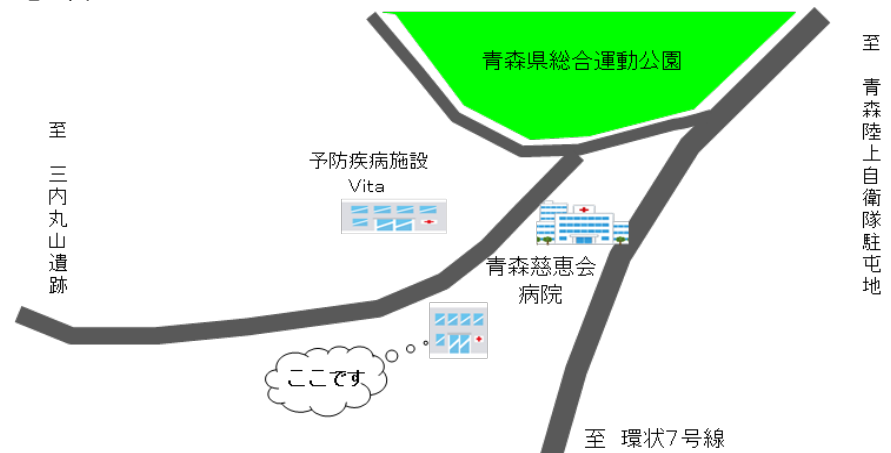 青森県総合運動公園
至 青森陸上自衛隊駐屯地
至 三内丸山遺跡
予防疾病施設
Vita
青森慈恵会
病院
ここです
至 環状7号線